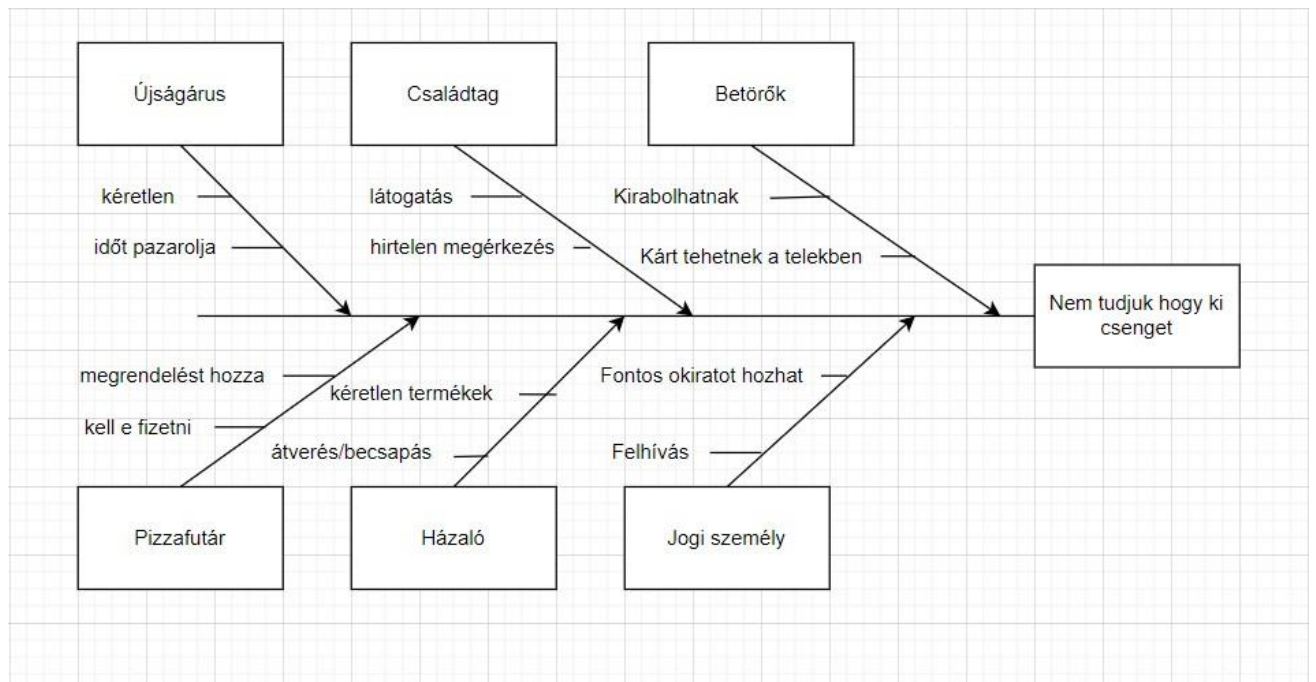 Újságárus
Családtag
Betörők
kéretlen
látogatás
Kirabolhatnak
időt pazarolja
hirtelen megérkezés
Kárt tehetnek a telekben
Nem tudjuk hogy ki
csenget
megrendelést hozza
kéretlen termékek
Fontos okiratot hozhat
kell e fizetni
átverés/becsapás
Felhívás
Pizzafutár
Házaló
Jogi személy